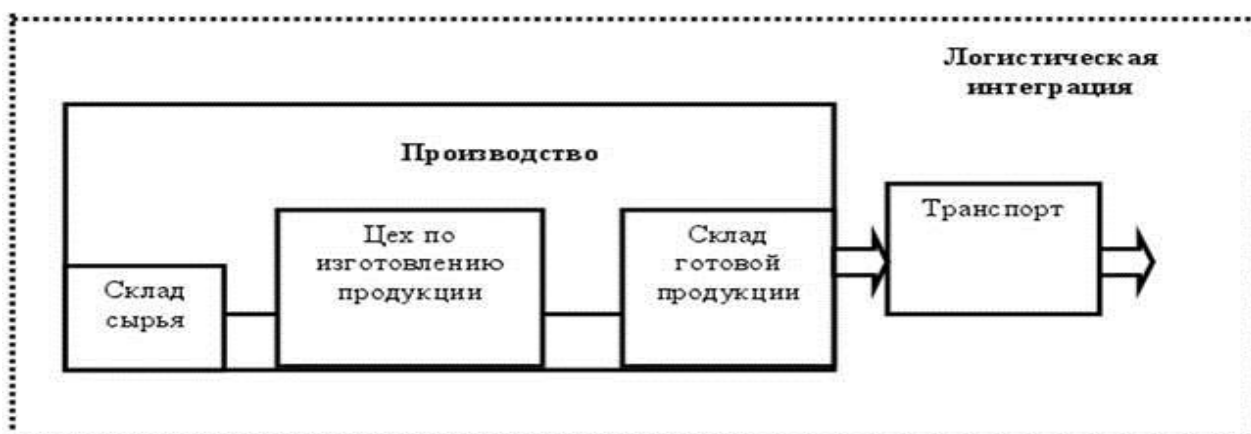 Логистическая
интеграция
Производство
Склад
сырья
Цех по
изготовлению
продукции
Склад
готовой
продукции
Транспорт